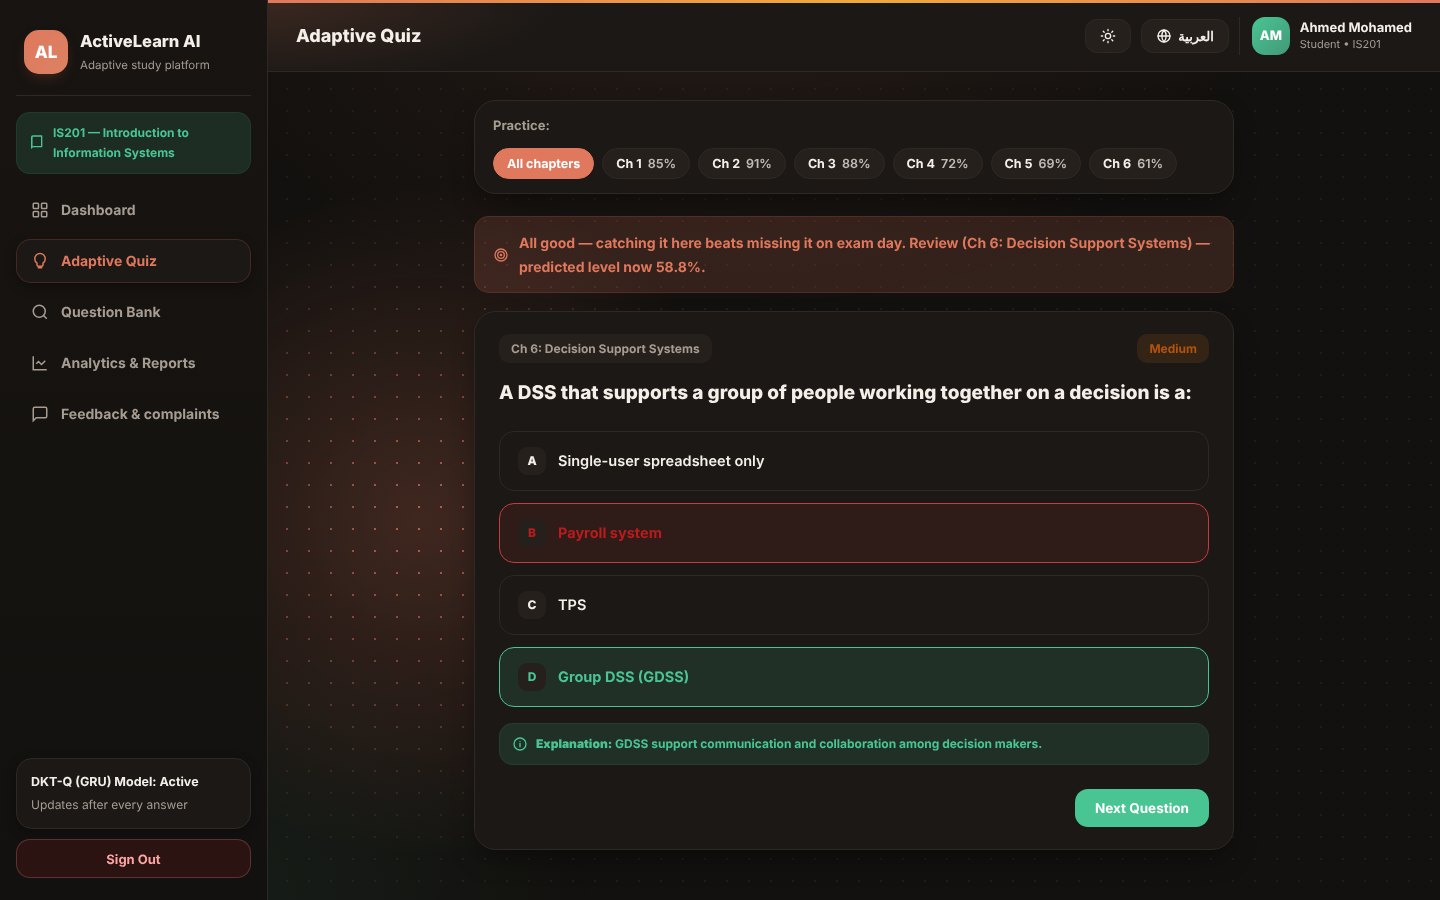 AL
ActiveLearn AI
Adaptive study platform
IS201 — Introduction to
Information Systems
Dashboard
Adaptive Quiz
Question Bank
Analytics & Reports
Feedback & complaints
DKT-Q (GRU) Model: Active
Updates after every answer
Sign Out
Adaptive Quiz
العربية
AM
Ahmed Mohamed
Student • IS201
Practice:
All chapters
Ch 1 85%
Ch 2 91%
Ch 3 88%
Ch 4 72%
Ch 5 69%
Ch 6 61%
All good — catching it here beats missing it on exam day. Review (Ch 6: Decision Support Systems) —
predicted level now 58.8%.
Ch 6: Decision Support Systems
Medium
A DSS that supports a group of people working together on a decision is a:
A Single-user spreadsheet only
B Payroll system
C TPS
D Group DSS (GDSS)
Explanation: GDSS support communication and collaboration among decision makers.
Next Question